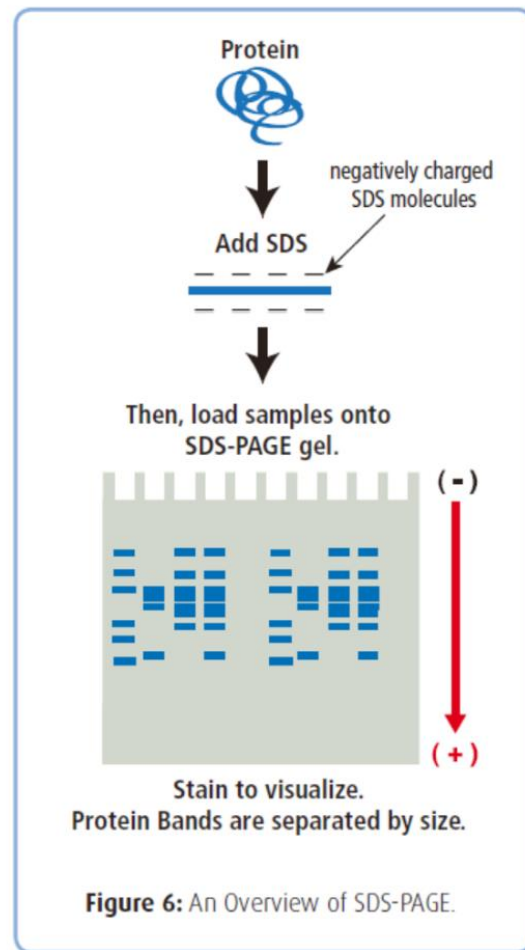 Protein
negatively charged
SDS molecules
Add SDS
Then, load samples onto
SDS-PAGE gel.
(-)
(+)
Stain to visualize.
Protein Bands are separated by size.
Figure 6: An Overview of SDS-PAGE.